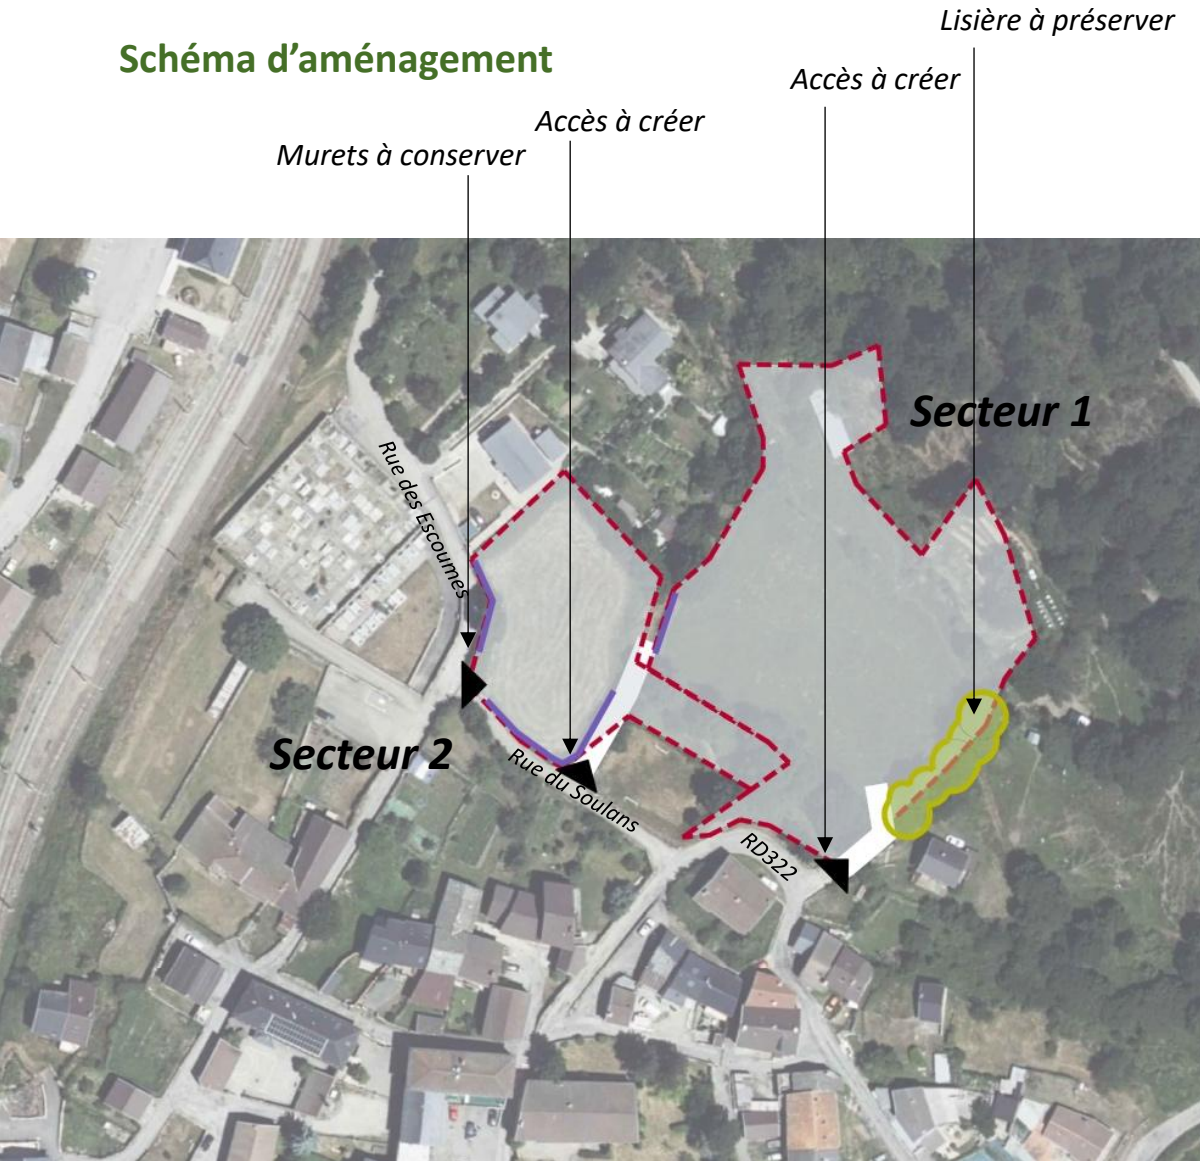 Lisière à préserver
Schéma d’aménagement
Accès à créer
Accès à créer
Murets à conserver
Secteur 1
Rue des Escoumes
Secteur 2
Rue du Soulans
RD322